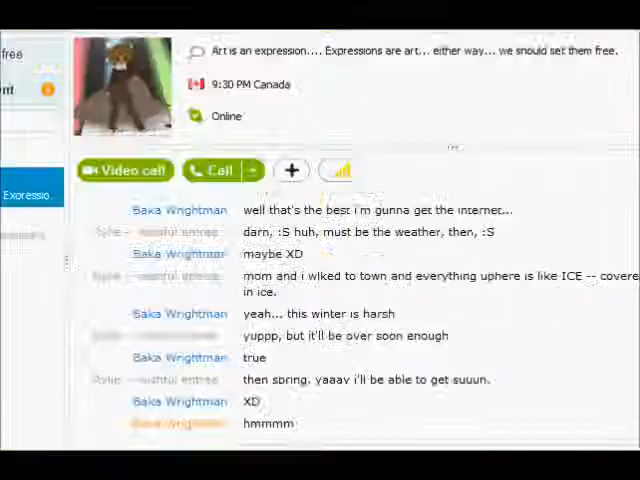 free
Art is an expression.... Expressions are art... either way... we should set them free.
9:30 PM Canada
nt
Online
Video call
Call
Expressio...
Baka Wrightman well that's the best i'm gunna get the internet...
darn, :S huh, must be the weather, then, :S
Baka Wrightman maybe XD
mom and i wlked to town and everything uphere is like ICE -- covere
in ice.
Baka Wrightman yeah... this winter is harsh
yuppp, but it'll be over soon enough
Baka Wrightman true
then spring, yaaay i'll be able to get suuun.
Baka Wrightman XD
Baka Wrightman hmmmm